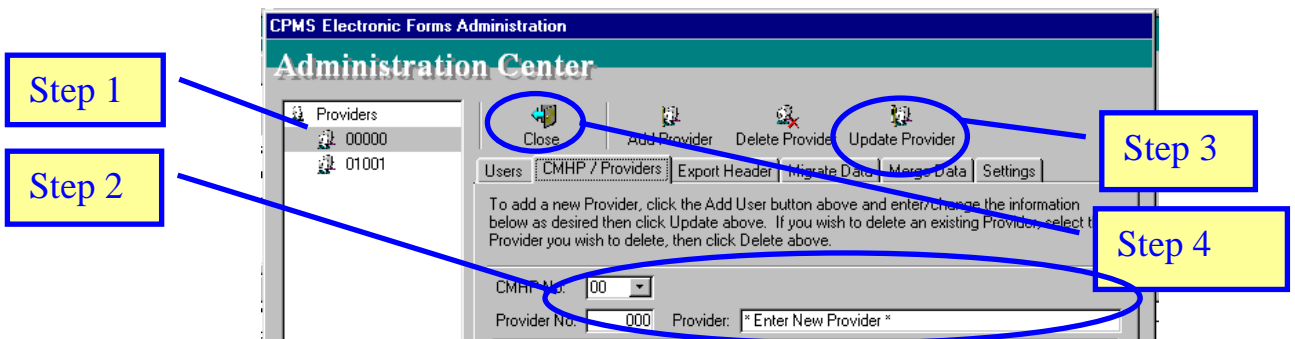 CPMS Electronic Forms Administration
Administration Center
Step 1
Step 2
Step 3
Step 4
Providers
00000
01001
Close
Add Provider
Delete Provider
Update Provider
Users
CMHP / Providers
Export Header
Migrate Data
Merge Data
Settings
To add a new Provider, click the Add User button above and enter/change the information
below as desired then click Update above. If you wish to delete an existing Provider, select t
Provider you wish to delete, then click Delete above.
CMHP No: 00
Provider No: 000 Provider: * Enter New Provider *